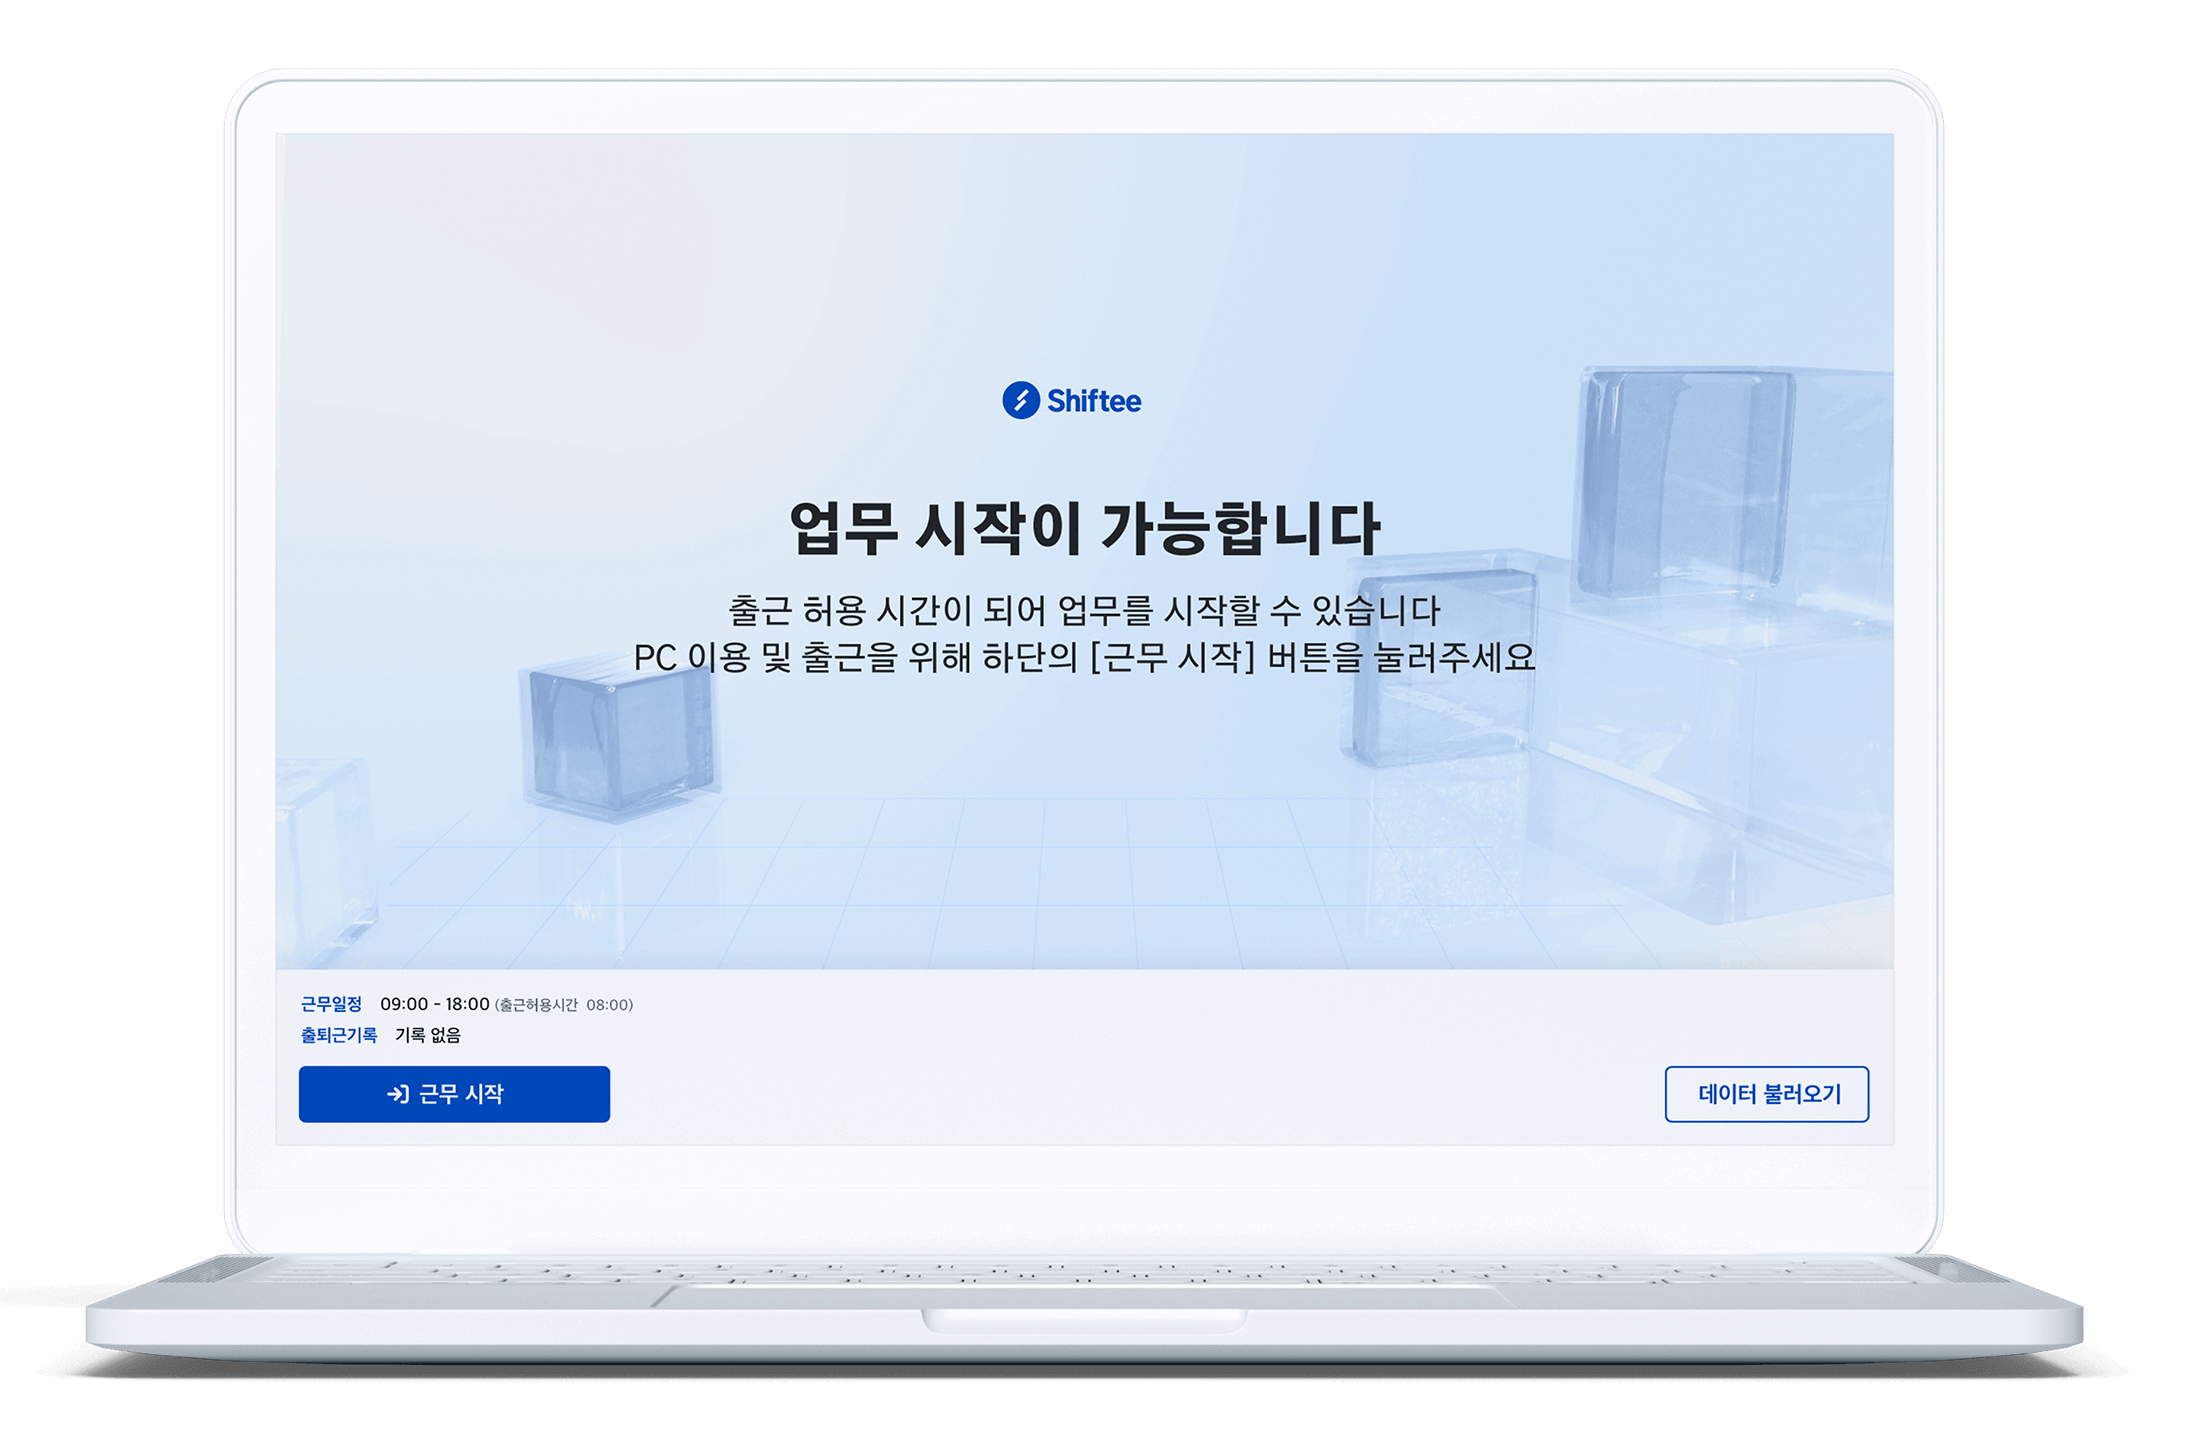 Shiftee
업무 시작이 가능합니다
출근 허용 시간이 되어 업무를 시작할 수 있습니다
PC 이용 및 출근을 위해 하단의 [근무 시작] 버튼을 눌러주세요
근무일정 09:00 - 18:00 (출근허용시간 08:00)
출퇴근기록 기록 없음
근무 시작
데이터 불러오기